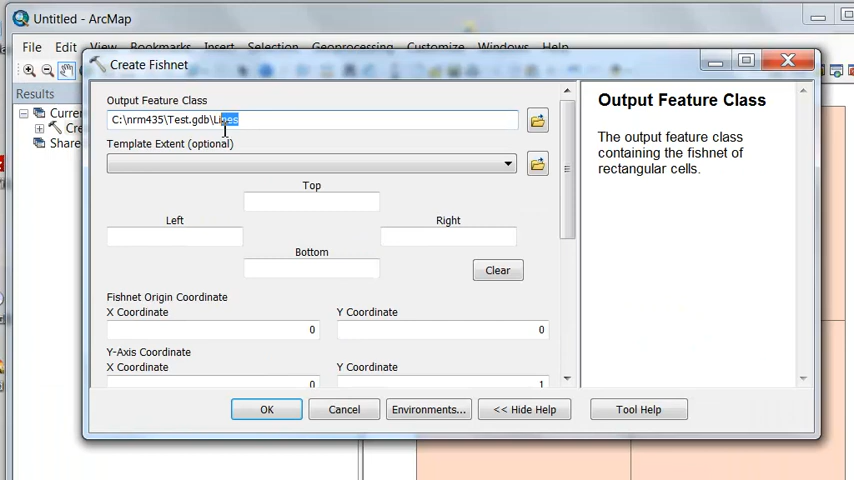 Untitled - ArcMap
File Edit View Bookmarks Insert Selection Geoprocessing Customize Windows Help
Create Fishnet
Results
Output Feature Class
C:\nrm435\Test.gdb\Lines
Template Extent (optional)
Top
Left
Right
Bottom
Clear
Fishnet Origin Coordinate
X Coordinate
Y Coordinate
0
0
Y-Axis Coordinate
X Coordinate
Y Coordinate
0
1
OK
Cancel
Environments...
<< Hide Help
Tool Help
Output Feature Class
The output feature class
containing the fishnet of
rectangular cells.